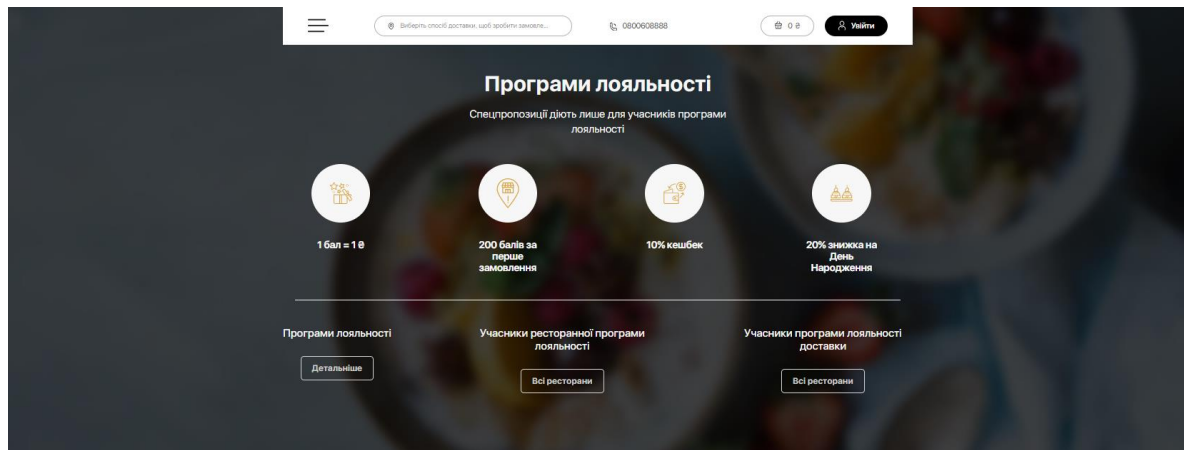 Виберіть спосіб доставки, щоб зробити замовле...
0800608888
0 ₴
Увійти
Програми лояльності
Спецпропозиції діють лише для учасників програми
лояльності
1 бал = 1 ₴
200 балів за
перше
замовлення
10% кешбек
20% знижка на
День
Народження
Програми лояльності
Детальніше
Учасники ресторанної програми
лояльності
Всі ресторани
Учасники програми лояльності
доставки
Всі ресторани